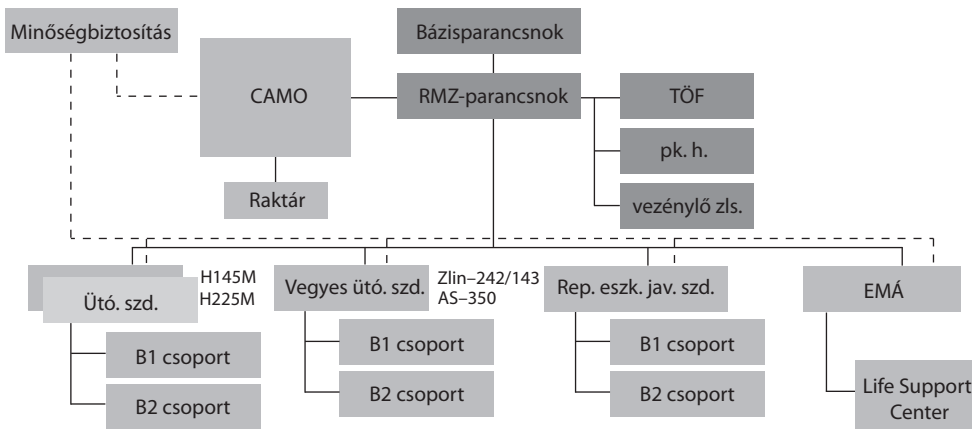 Minőségbiztosítás
Bázisparancsnok
CAMO
RMZ-parancsnok
TÖF
pk. h.
Raktár
vezénylő zls.
H145M
H225M
Ütó. szd.
Vegyes ütó. szd.
Zlin–242/143
AS–350
Rep. eszk. jav. szd.
EMÁ
B1 csoport
B2 csoport
B1 csoport
B2 csoport
B1 csoport
B2 csoport
Life Support
Center